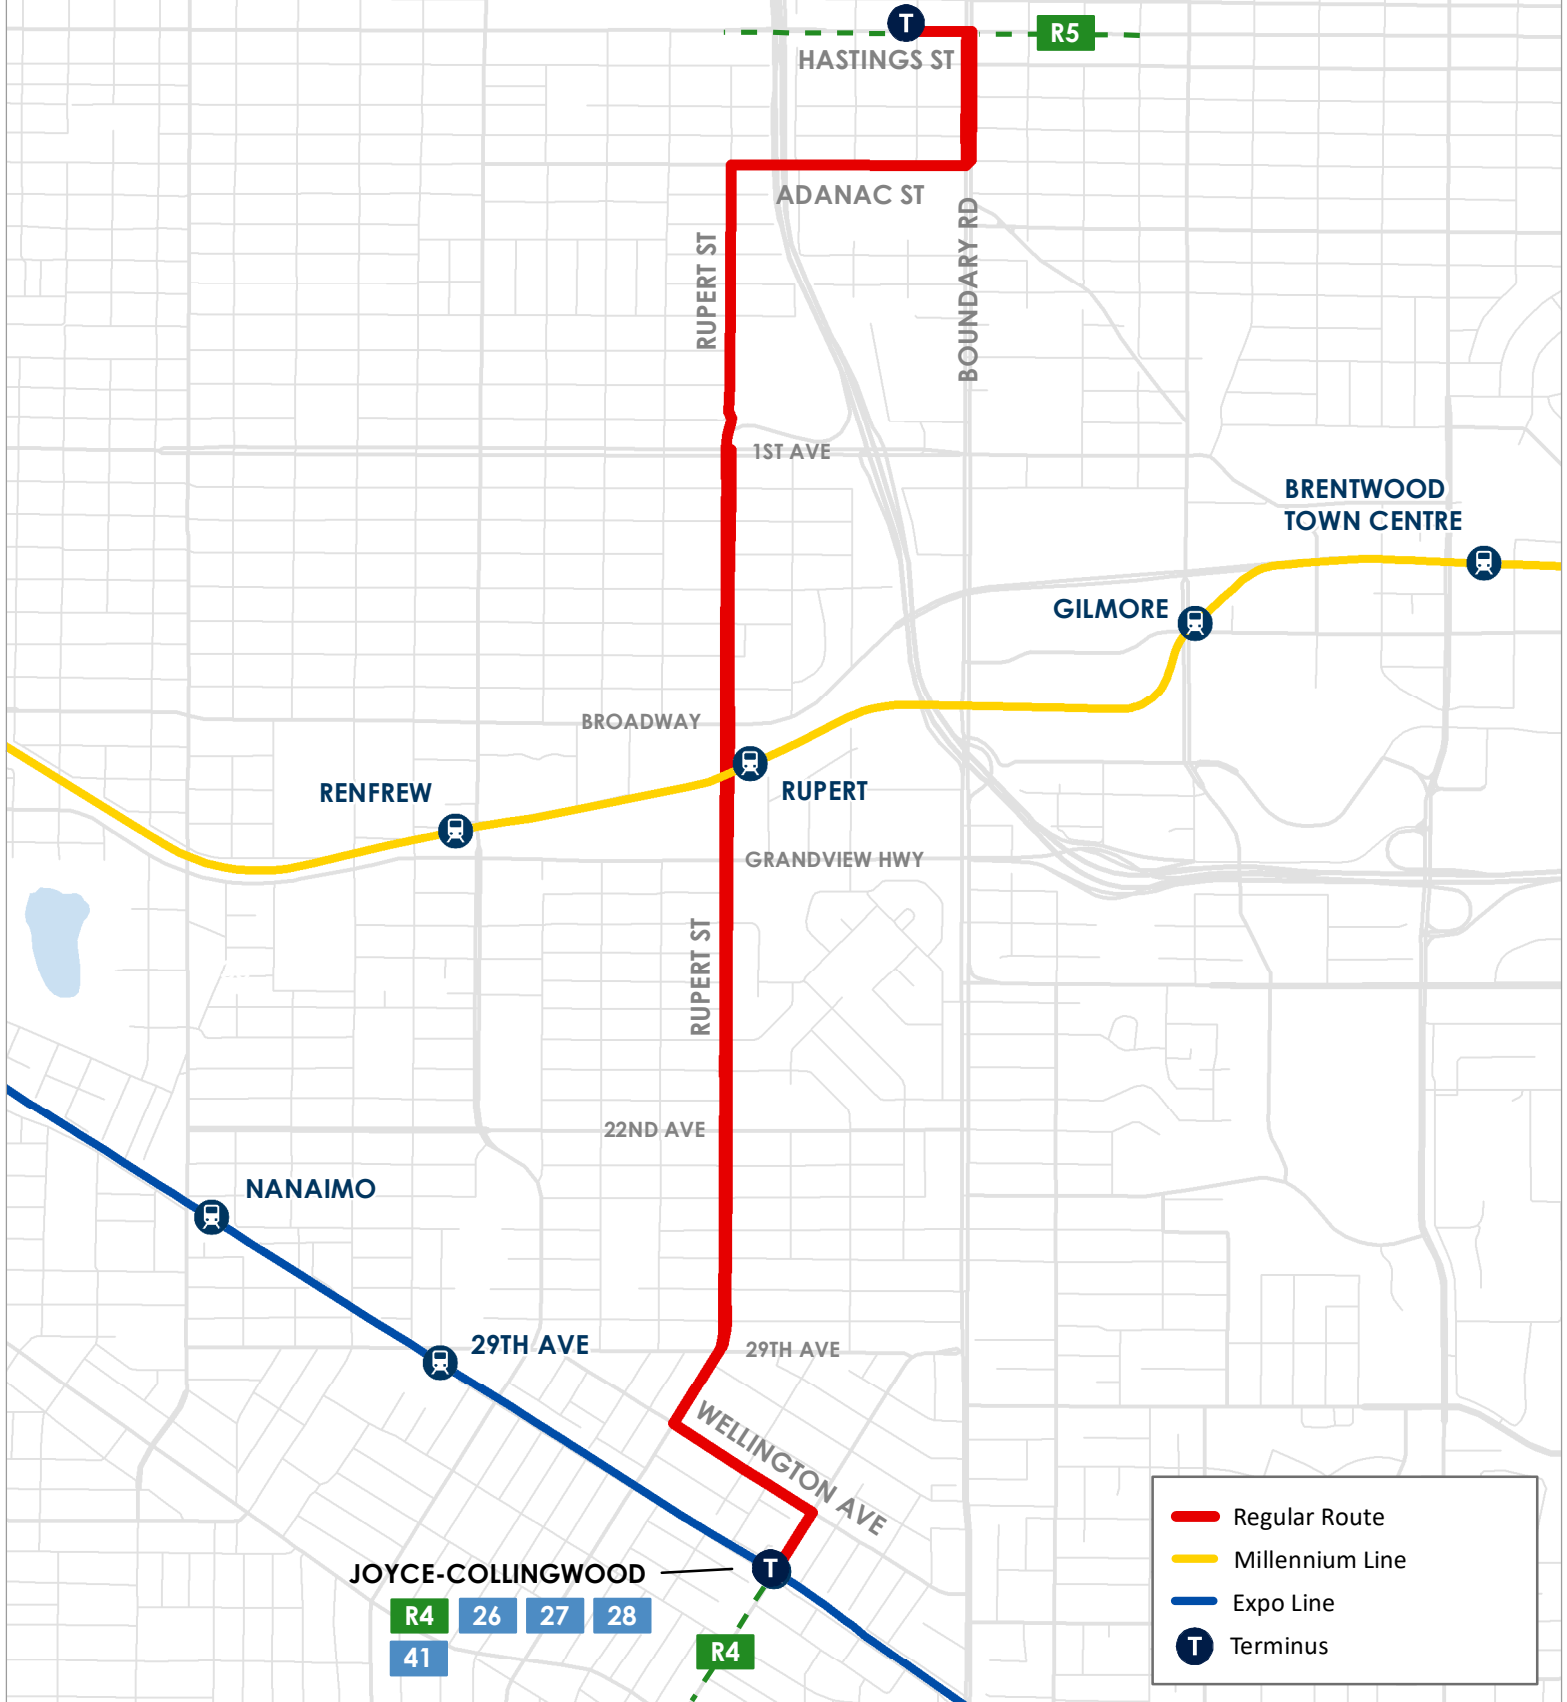 T
R5
HASTINGS ST
ADANAC ST
RUPERT ST
BOUNDARY RD
1ST AVE
BRENTWOOD
TOWN CENTRE
GILMORE
BROADWAY
RENFREW
RUPERT
GRANDVIEW HWY
RUPERT ST
22ND AVE
NANAIMO
29TH AVE
29TH AVE
WELLINGTON AVE
JOYCE-COLLINGWOOD
T
R4 26 27 28
41
R4
Regular Route
Millennium Line
Expo Line
T Terminus